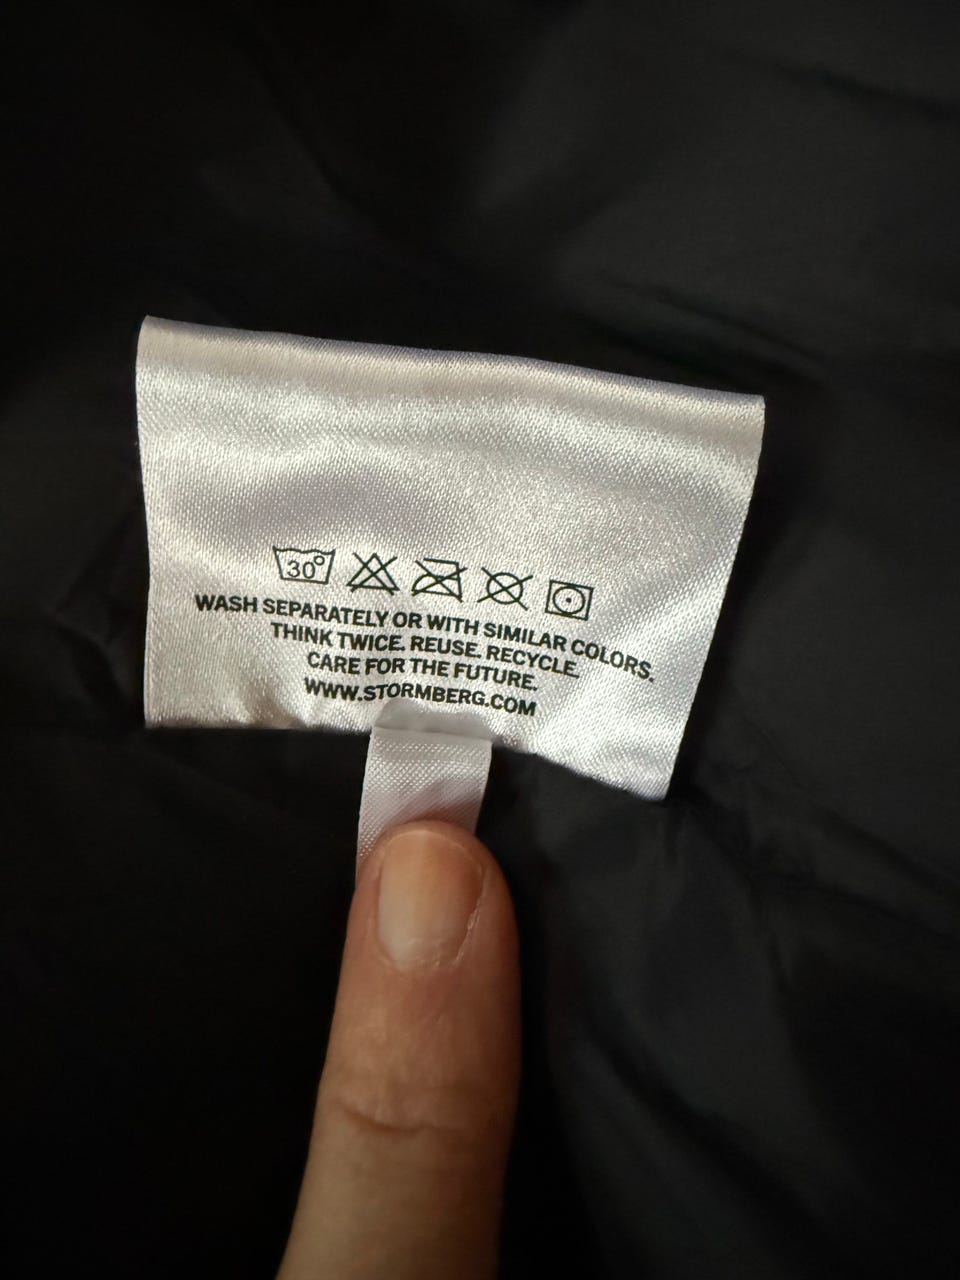 30°
WASH SEPARATELY OR WITH SIMILAR COLORS.
THINK TWICE. REUSE. RECYCLE.
CARE FOR THE FUTURE.
WWW.STORMBERG.COM